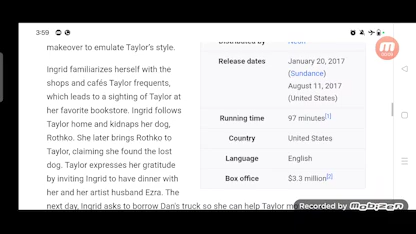 3:59
makeover to emulate Taylor's style.
Ingrid familiarizes herself with the
shops and cafés Taylor frequents,
which leads to a sighting of Taylor at
her favorite bookstore. Ingrid follows
Taylor home and kidnaps her dog,
Rothko. She later brings Rothko to
Taylor, claiming she found the lost
dog. Taylor expresses her gratitude
by inviting Ingrid to have dinner with
her and her artist husband Ezra. The
next day, Ingrid asks to borrow Dan's truck so she can help Taylor
Distributed by Neon
Release dates January 20, 2017
(Sundance)
August 11, 2017
(United States)
Running time 97 minutes[1]
Country United States
Language English
Box office $3.3 million[2]
Recorded by mobizen